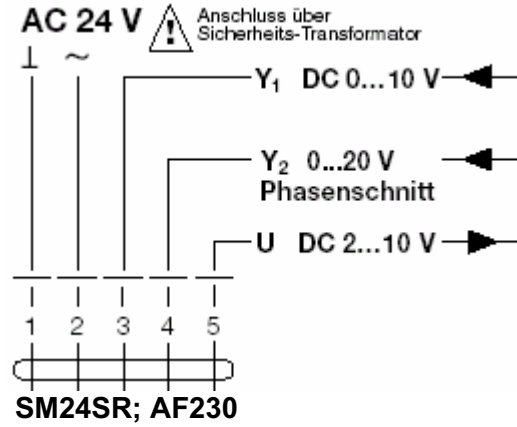 AC 24 V
Anschluss über
Sicherheits-Transformator
⊥ ~
Y₁ DC 0...10 V
Y₂ 0...20 V
Phasenschnitt
U DC 2...10 V
1 2 3 4 5
SM24SR; AF230